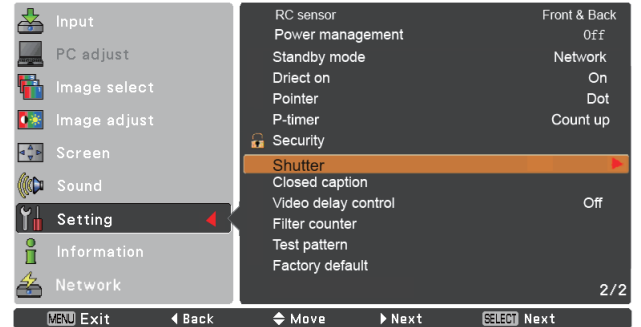 Input
PC adjust
Image select
Image adjust
Screen
Sound
Setting
Information
Network
RC sensor Front & Back
Power management Off
Standby mode Network
Driect on On
Pointer Dot
P-timer Count up
Security
Shutter
Closed caption
Video delay control Off
Filter counter
Test pattern
Factory default
2/2
MENU Exit Back Move Next SELECT Next